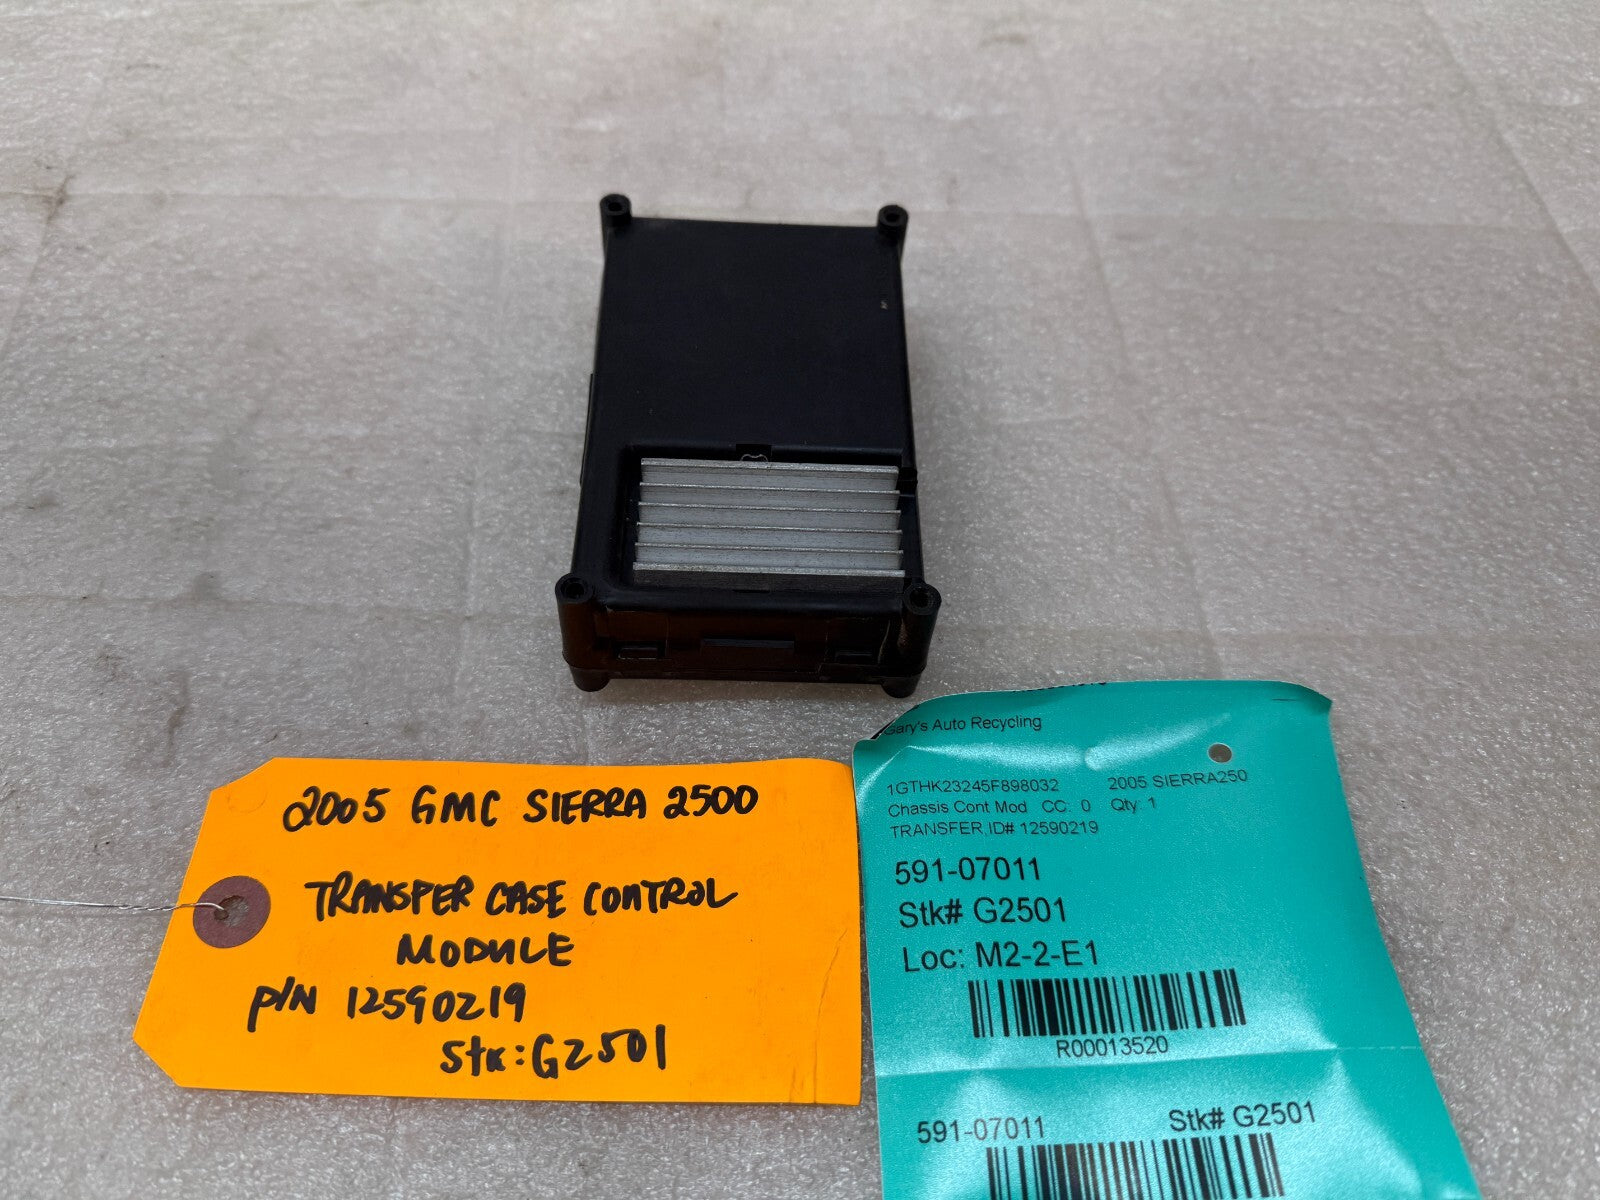 2005 GMC SIERRA 2500
TRANSFER CASE CONTROL
MODULE
P/N 12590219
Stk: G2501
Gary's Auto Recycling
1GTHK23245F898032 2005 SIERRA250
Chassis Cont Mod CC: 0 Qty: 1
TRANSFER,ID# 12590219
591-07011
Stk# G2501
Loc: M2-2-E1
R00013520
591-07011 Stk# G2501